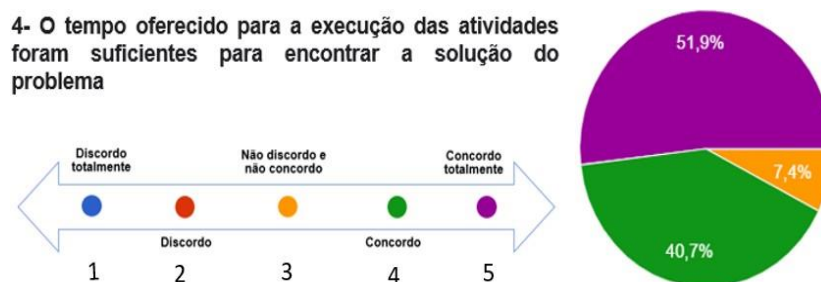 4- O tempo oferecido para a execução das atividades
foram suficientes para encontrar a solução do
problema
Discordo
totalmente
Não discordo e
não concordo
Concordo
totalmente
Discordo
Concordo
1 2 3 4 5
51,9%
7,4%
40,7%